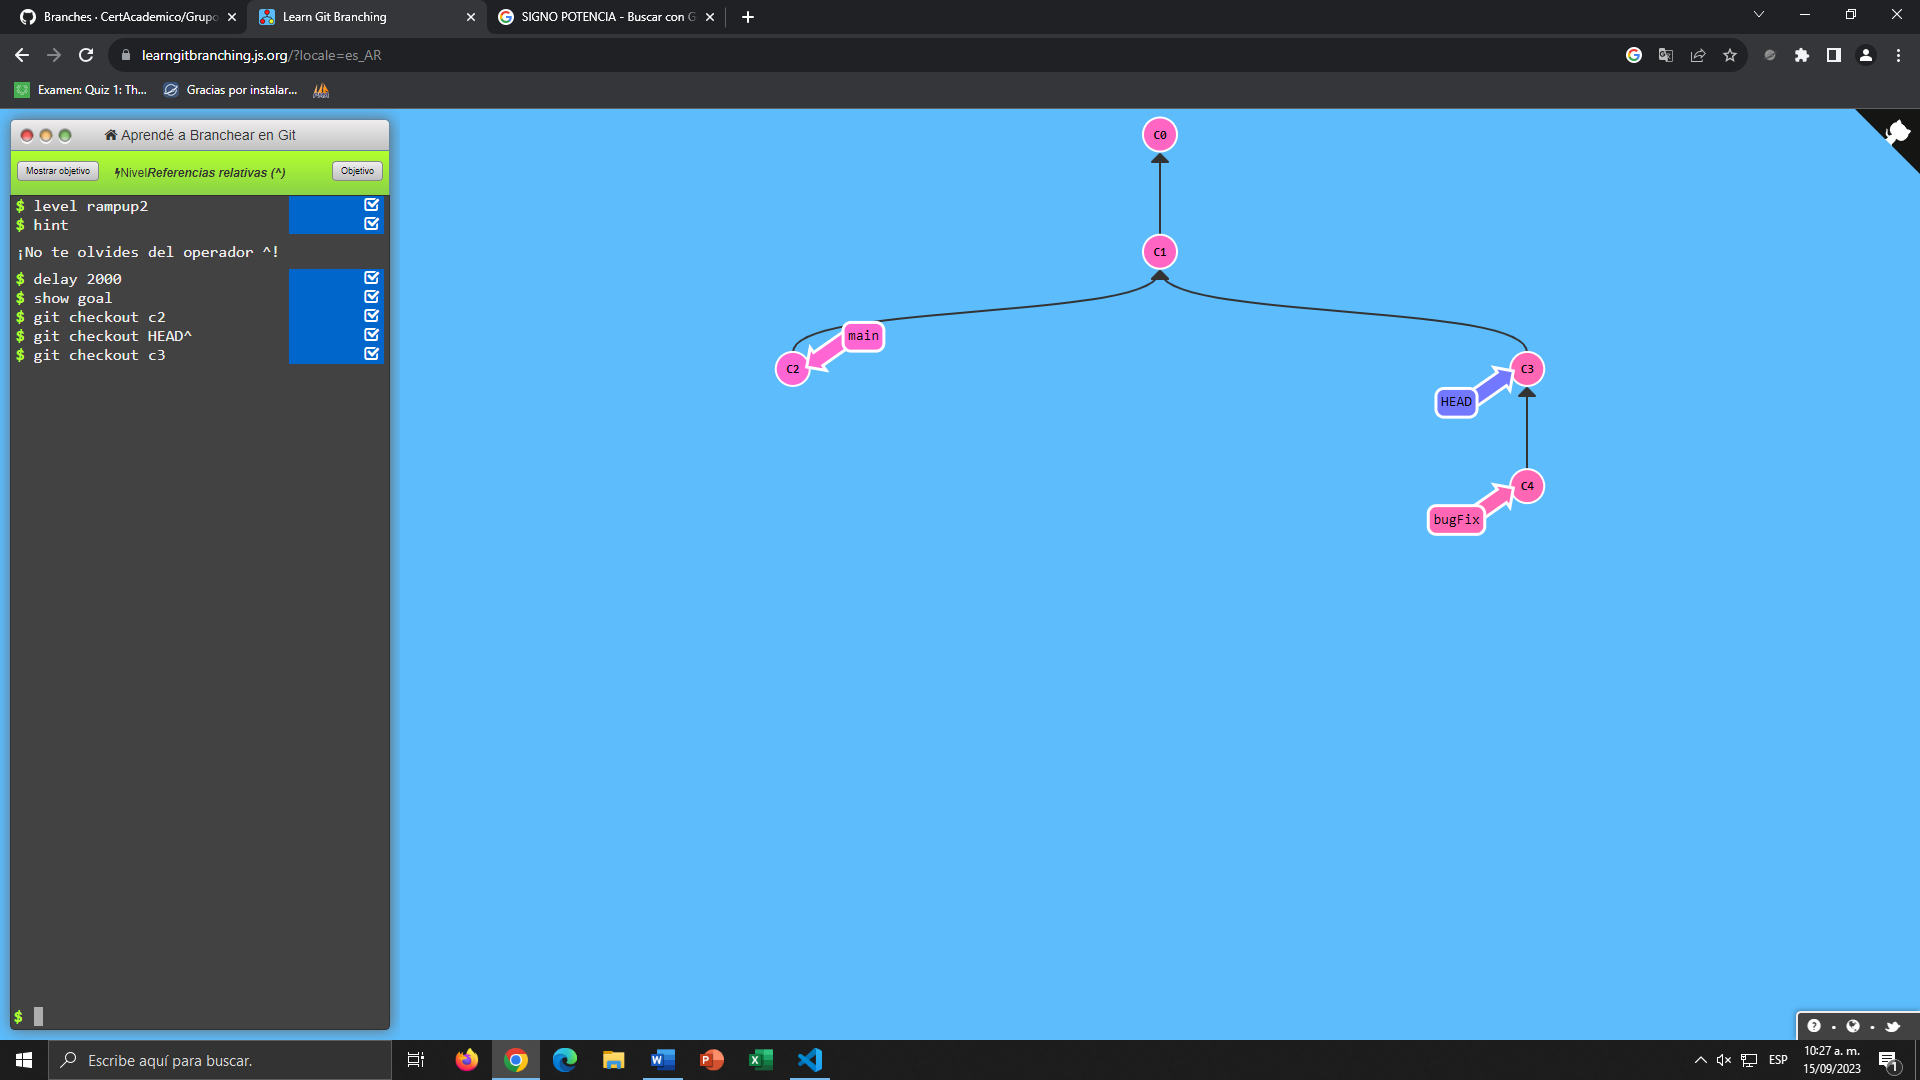 Branches · CertAcademico/Grupo
Learn Git Branching
SIGNO POTENCIA - Buscar con G
learngitbranching.js.org/?locale=es_AR
Examen: Quiz 1: Th...
Gracias por instalar...
Aprendé a Branchear en Git
Mostrar objetivo
NivelReferencias relativas (^)
Objetivo
$ level rampup2
$ hint
¡No te olvides del operador ^!
$ delay 2000
$ show goal
$ git checkout c2
$ git checkout HEAD^
$ git checkout c3
$
C0
C1
main
C2
C3
HEAD
C4
bugFix
Escribe aquí para buscar.
ESP
10:27 a. m.
15/09/2023
1